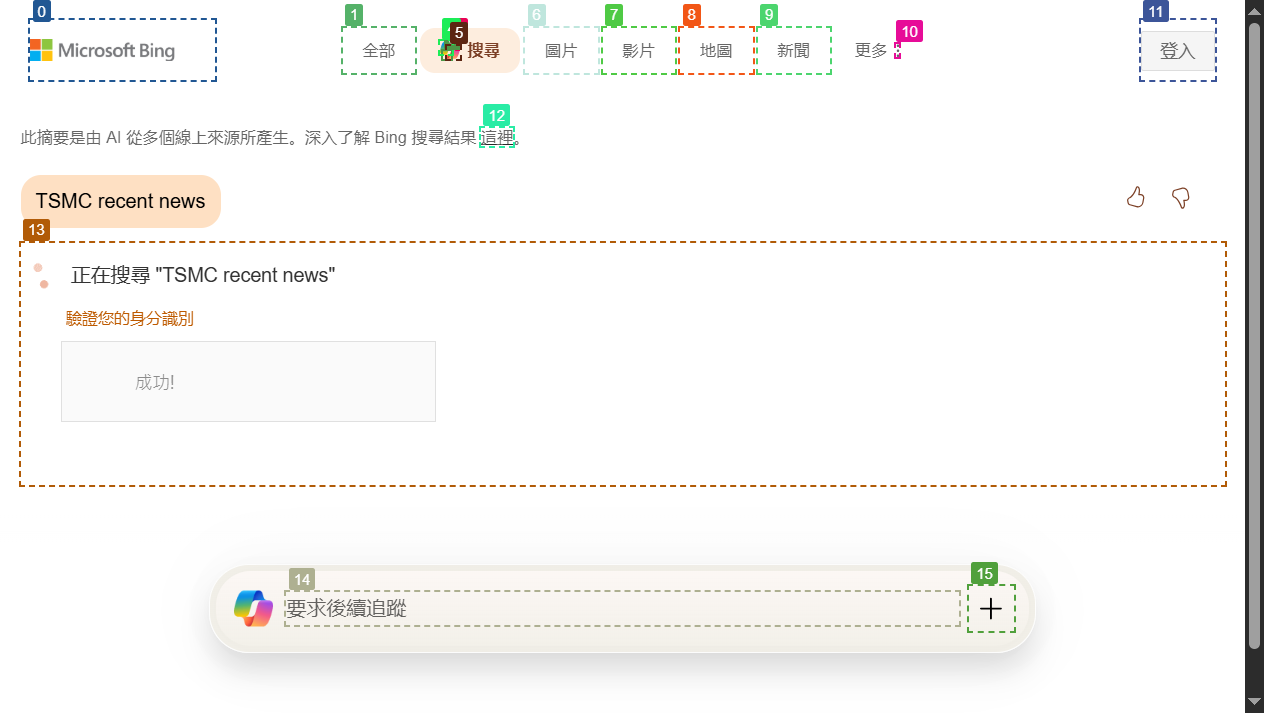 0
Microsoft Bing
1
全部
5
搜尋
6
圖片
7
影片
8
地圖
9
新聞
更多
10
11
登入
12
此摘要是由 AI 從多個線上來源所產生。深入了解 Bing 搜尋結果 這裡。
TSMC recent news
13
正在搜尋 "TSMC recent news"
驗證您的身分識別
成功!
14
要求後續追蹤
15